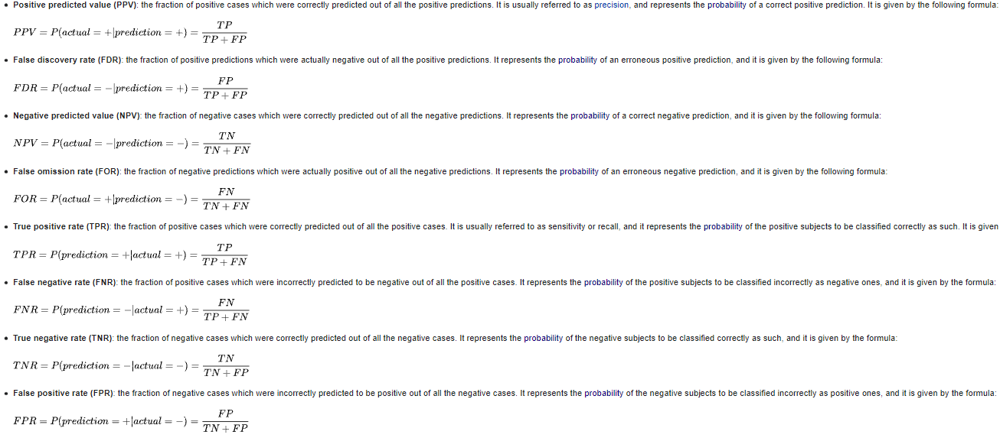 • Positive predicted value (PPV): the fraction of positive cases which were correctly predicted out of all the positive predictions. It is usually referred to as precision, and represents the probability of a correct positive prediction. It is given by the following formula:
PPV = P(actual = +|prediction = +) = TP / (TP + FP)
• False discovery rate (FDR): the fraction of positive predictions which were actually negative out of all the positive predictions. It represents the probability of an erroneous positive prediction, and it is given by the following formula:
FDR = P(actual = −|prediction = +) = FP / (TP + FP)
• Negative predicted value (NPV): the fraction of negative cases which were correctly predicted out of all the negative predictions. It represents the probability of a correct negative prediction, and it is given by the following formula:
NPV = P(actual = −|prediction = −) = TN / (TN + FN)
• False omission rate (FOR): the fraction of negative predictions which were actually positive out of all the negative predictions. It represents the probability of an erroneous negative prediction, and it is given by the following formula:
FOR = P(actual = +|prediction = −) = FN / (TN + FN)
• True positive rate (TPR): the fraction of positive cases which were correctly predicted out of all the positive cases. It is usually referred to as sensitivity or recall, and it represents the probability of the positive subjects to be classified correctly as such. It is given
TPR = P(prediction = +|actual = +) = TP / (TP + FN)
• False negative rate (FNR): the fraction of positive cases which were incorrectly predicted to be negative out of all the positive cases. It represents the probability of the positive subjects to be classified incorrectly as negative ones, and it is given by the formula:
FNR = P(prediction = −|actual = +) = FN / (TP + FN)
• True negative rate (TNR): the fraction of negative cases which were correctly predicted out of all the negative cases. It represents the probability of the negative subjects to be classified correctly as such, and it is given by the formula:
TNR = P(prediction = −|actual = −) = TN / (TN + FP)
• False positive rate (FPR): the fraction of negative cases which were incorrectly predicted to be positive out of all the negative cases. It represents the probability of the negative subjects to be classified incorrectly as positive ones, and it is given by the formula:
FPR = P(prediction = +|actual = −) = FP / (TN + FP)